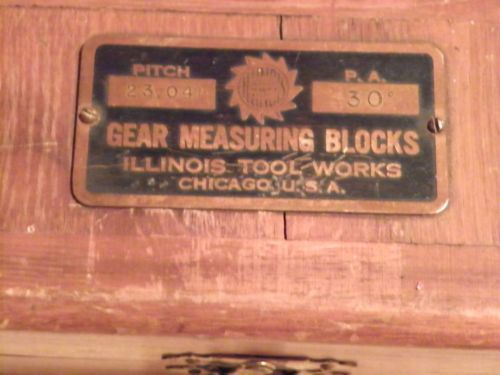 PITCH
23.04
P. A.
30°
GEAR MEASURING BLOCKS
ILLINOIS TOOL WORKS
CHICAGO, U.S.A.